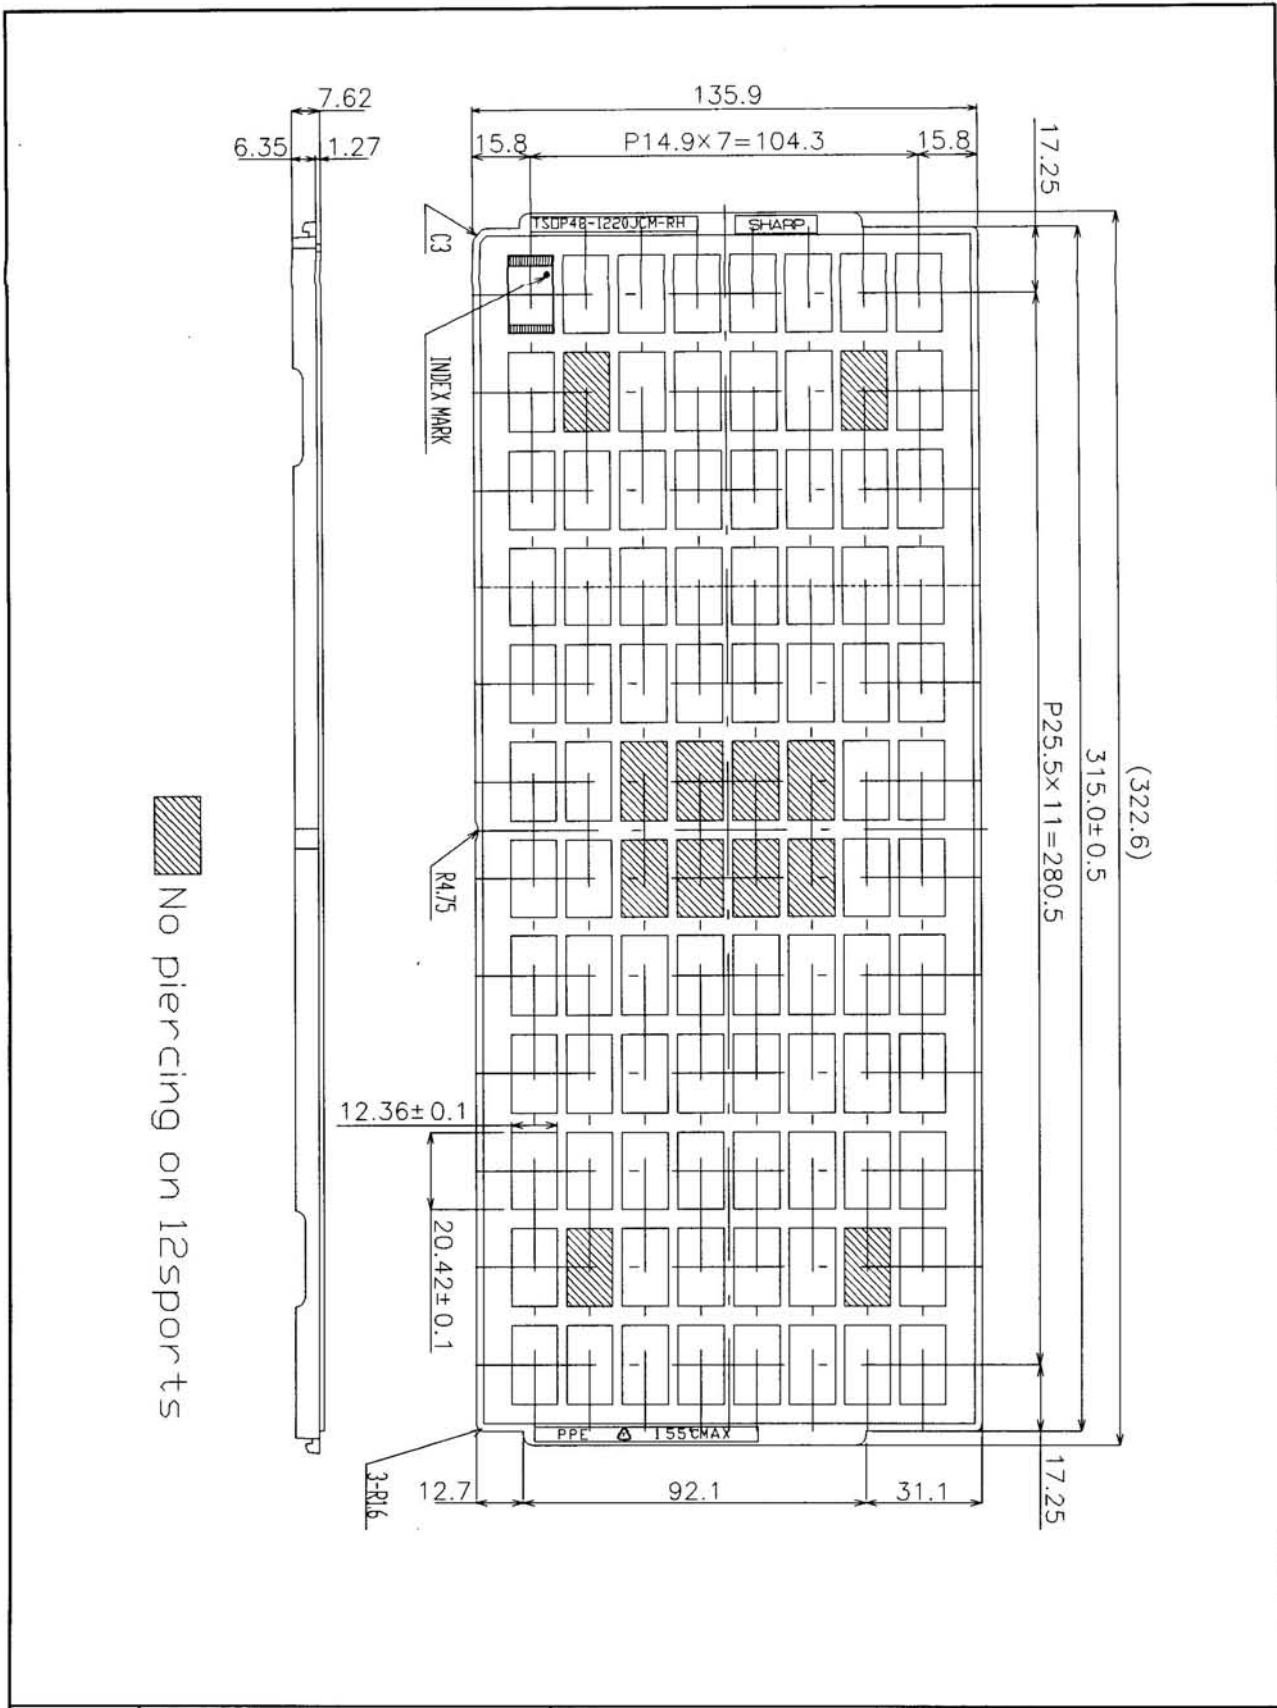 7.62
6.35
1.27
135.9
15.8
P14.9×7=104.3
15.8
17.25
TSOP48-1220JCM-RH
SHARP
C3
INDEX MARK
(322.6)
315.0±0.5
P25.5×11=280.5
R4.75
12.36±0.1
20.42±0.1
No piercing on 12sports
PPE
155℃MAX
3-R1.6
12.7
92.1
31.1
17.25